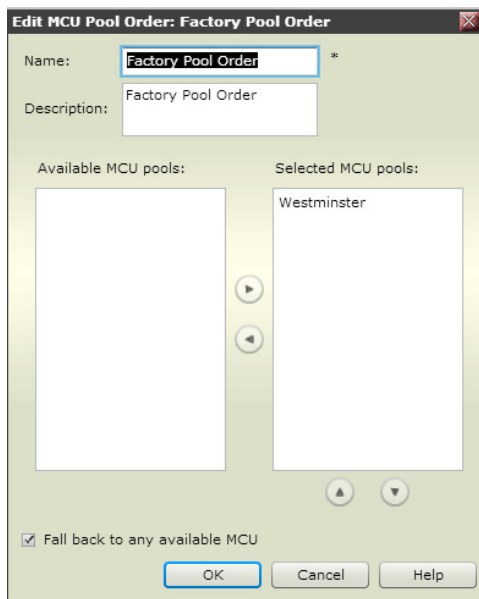 Edit MCU Pool Order: Factory Pool Order
Name: Factory Pool Order *
Description: Factory Pool Order
Available MCU pools: Selected MCU pools:
Westminster
Fall back to any available MCU
OK Cancel Help